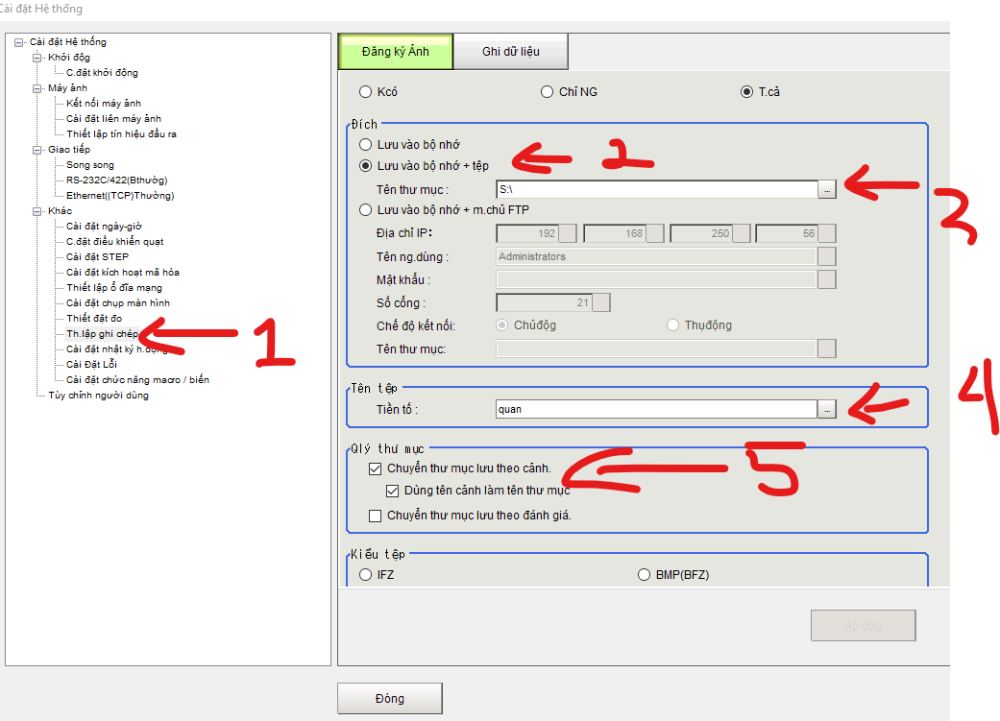 Cài đặt Hệ thống
Cài đặt Hệ thống
Khởi độg
C.đặt khởi động
Máy ảnh
Kết nối máy ảnh
Cài đặt liên máy ảnh
Thiết lập tín hiệu đầu ra
Giao tiếp
Song song
RS-232C/422(Bthườg)
Ethernet((TCP)Thường)
Khác
Cài đặt ngày-giờ
C.đặt điều khiển quạt
Cài đặt STEP
Cài đặt kích hoạt mã hóa
Thiết lập ổ đĩa mạng
Cài đặt chụp màn hình
Thiết đặt đo
Th.lập ghi chép
Cài đặt nhật ký h.động
Cài Đặt Lỗi
Cài đặt chức năng macro / biến
Tùy chỉnh người dùng
1
Đăng ký Ảnh Ghi dữ liệu
Kcó Chỉ NG T.cả
Đích
Lưu vào bộ nhớ
Lưu vào bộ nhớ + tệp 2
Tên thư mục : S:\ ... 3
Lưu vào bộ nhớ + m.chủ FTP
Địa chỉ IP: 192 168 250 56
Tên ng.dùng : Administrators
Mật khẩu :
Số cổng : 21
Chế độ kết nối: Chủđộg Thụđộng
Tên thư mục:
Tên tệp
Tiền tố : quan ... 4
Qlý thư mục
Chuyển thư mục lưu theo cảnh. 5
Dùng tên cảnh làm tên thư mục
Chuyển thư mục lưu theo đánh giá.
Kiểu tệp
IFZ BMP(BFZ)
Áp dug
Đóng